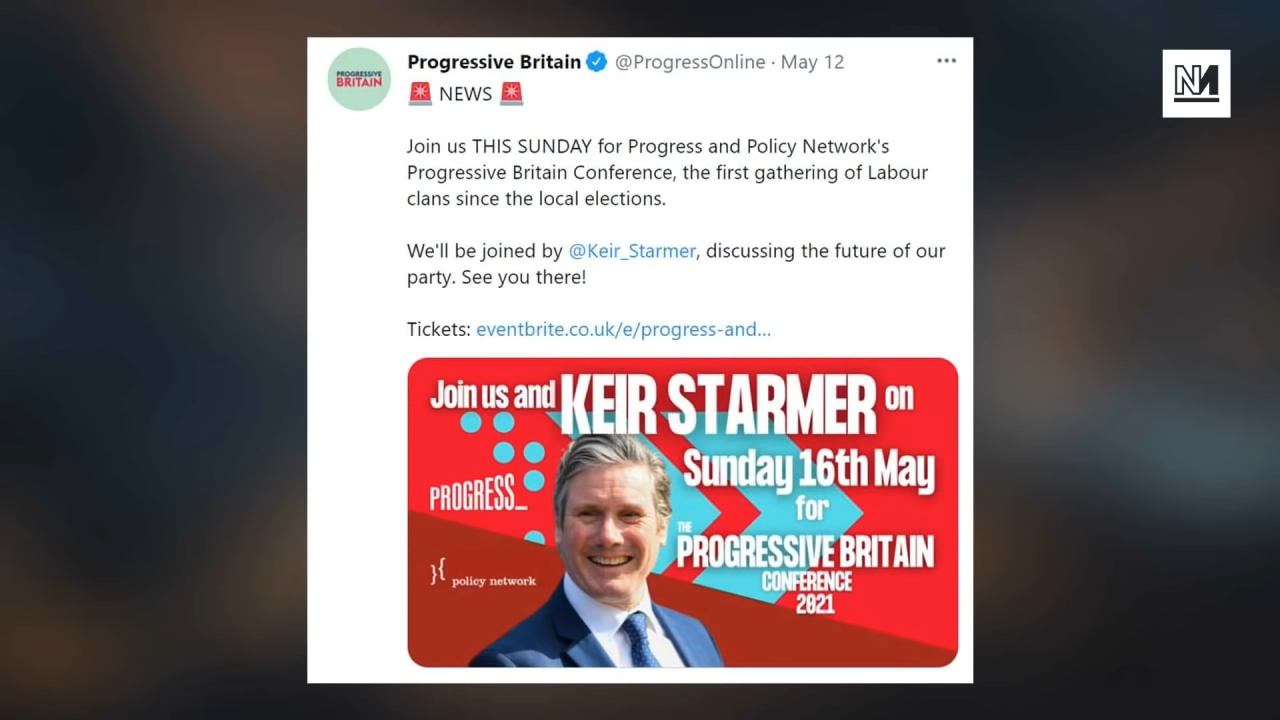 PROGRESSIVE
BRITAIN
Progressive Britain @ProgressOnline · May 12
🚨 NEWS 🚨
Join us THIS SUNDAY for Progress and Policy Network's
Progressive Britain Conference, the first gathering of Labour
clans since the local elections.
We'll be joined by @Keir_Starmer, discussing the future of our
party. See you there!
Tickets: eventbrite.co.uk/e/progress-and...
Join us and KEIR STARMER on
Sunday 16th May
for
THE
PROGRESSIVE BRITAIN
CONFERENCE
2021
PROGRESS_
}{ policy network
NM